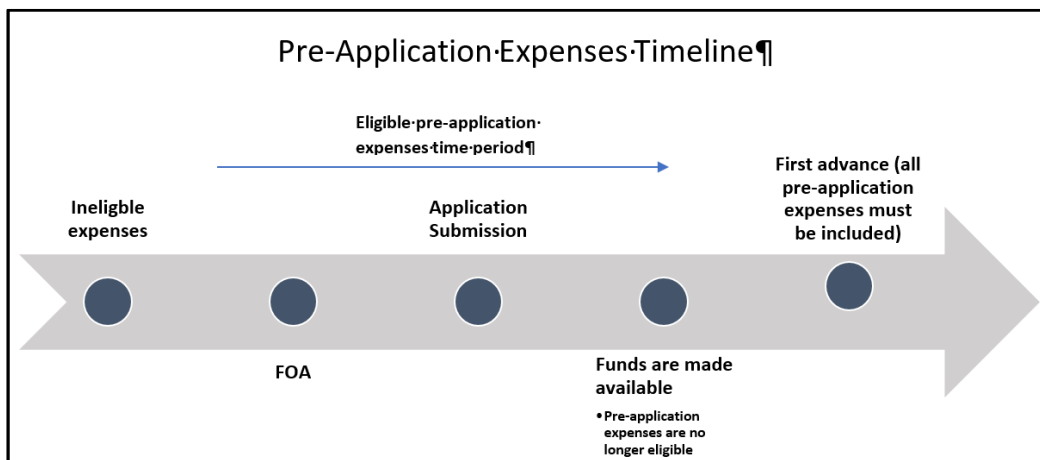 Pre-Application·Expenses·Timeline¶
Eligible·pre-application·
expenses·time·period¶
Ineligble
expenses
Application
Submission
First advance (all
pre-application
expenses must
be included)
FOA
Funds are made
available
•Pre-application
expenses are no
longer eligible